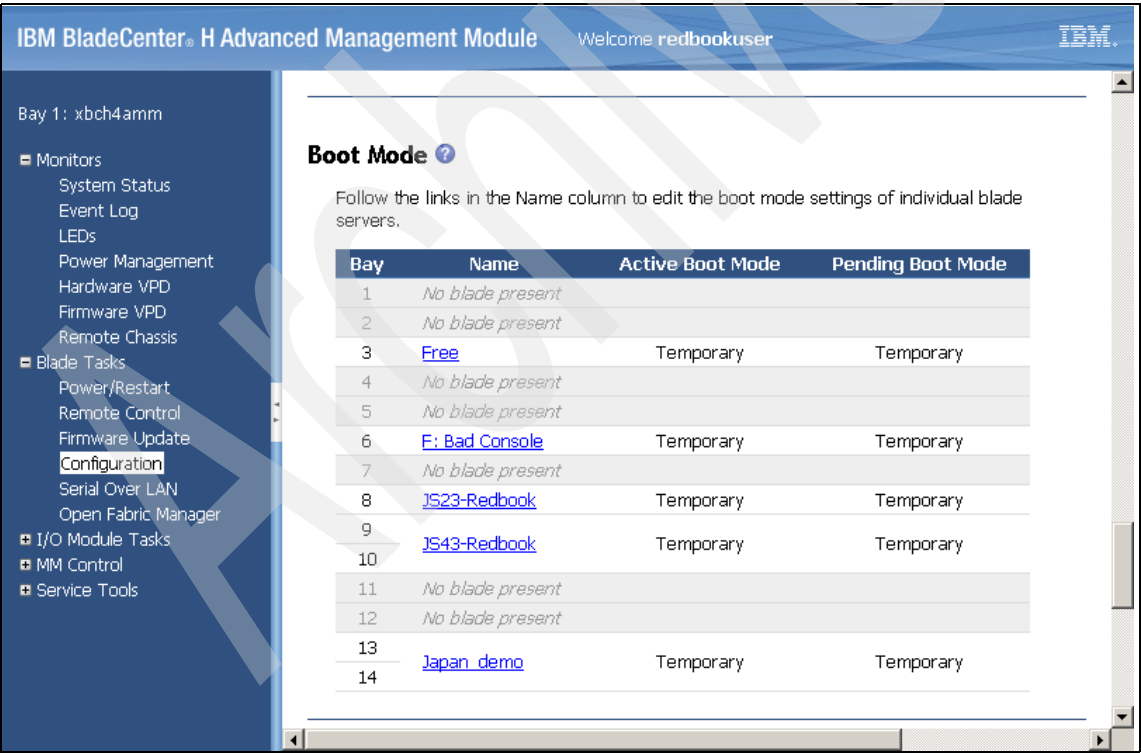 IBM BladeCenter® H Advanced Management Module Welcome redbookuser IBM.
Bay 1: xbch4amm
Monitors
System Status
Event Log
LEDs
Power Management
Hardware VPD
Firmware VPD
Remote Chassis
Blade Tasks
Power/Restart
Remote Control
Firmware Update
Configuration
Serial Over LAN
Open Fabric Manager
I/O Module Tasks
MM Control
Service Tools
Boot Mode ?
Follow the links in the Name column to edit the boot mode settings of individual blade
servers.
Bay Name Active Boot Mode Pending Boot Mode
1 No blade present
2 No blade present
3 Free Temporary Temporary
4 No blade present
5 No blade present
6 F: Bad Console Temporary Temporary
7 No blade present
8 JS23-Redbook Temporary Temporary
9
JS43-Redbook Temporary Temporary
10
11 No blade present
12 No blade present
13
Japan_demo Temporary Temporary
14
Archiv